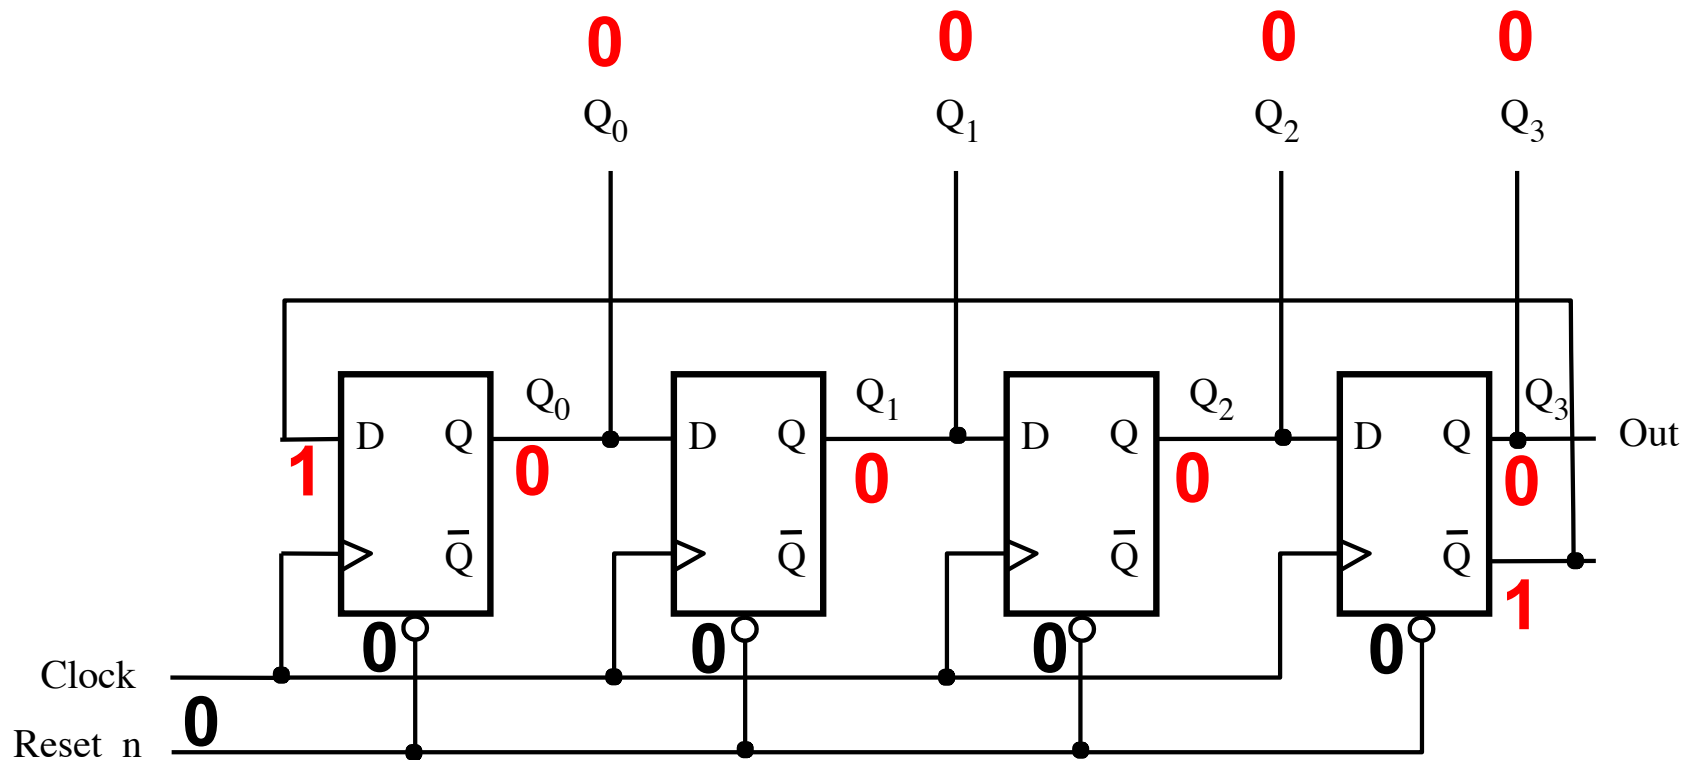 0 0 0 0
Q0 Q1 Q2 Q3
Q0 Q1 Q2 Q3
D Q D Q D Q D Q Out
1 0 0 0 0
Q̅ Q̅ Q̅ Q̅
1
0 0 0 0
Clock
0
Reset n